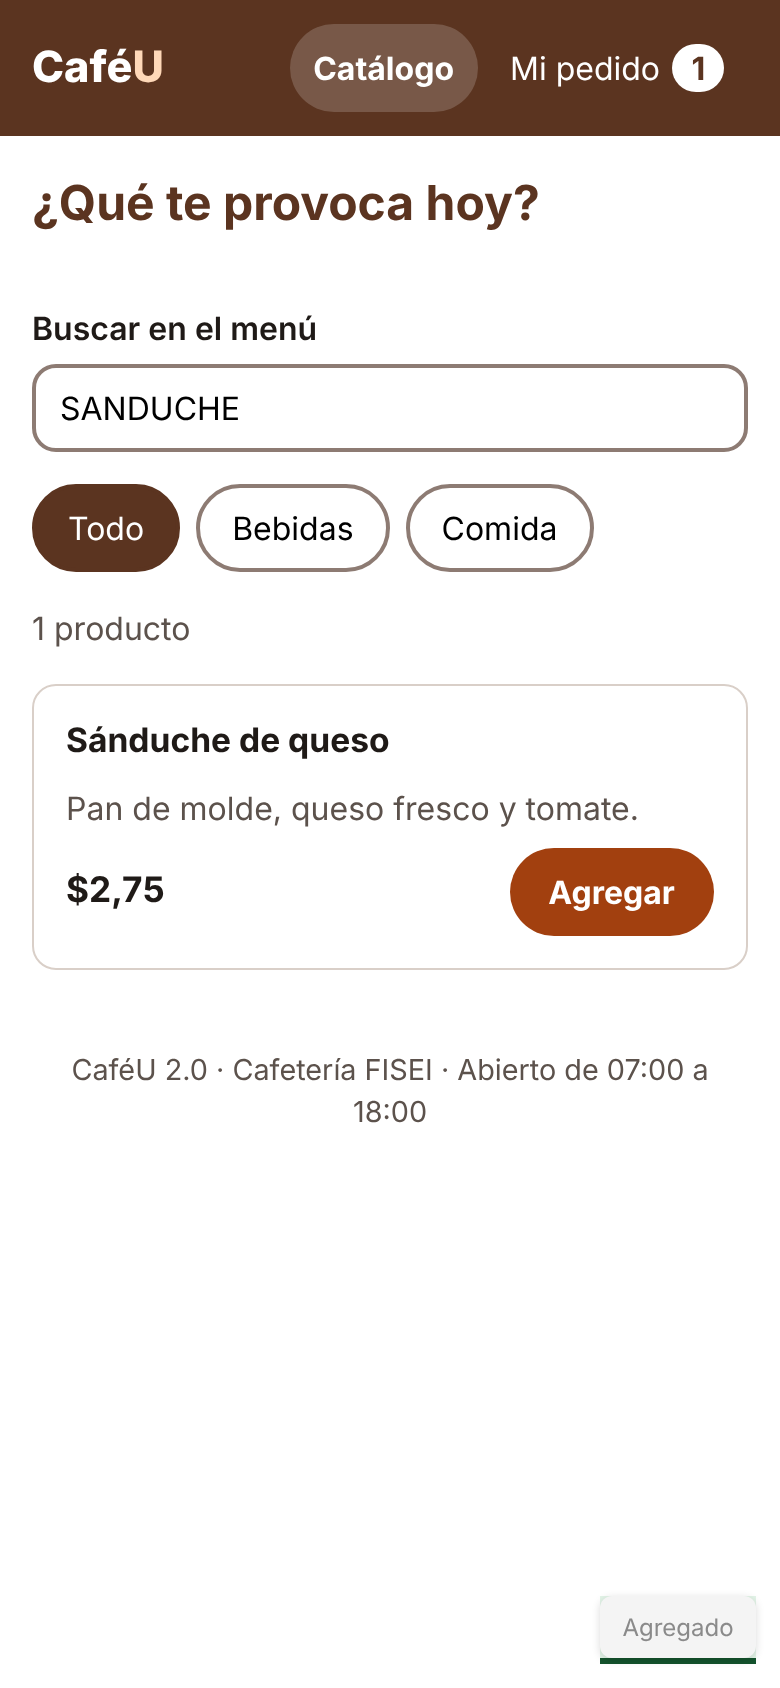 CaféU
Catálogo
Mi pedido 1
¿Qué te provoca hoy?
Buscar en el menú
SANDUCHE
Todo
Bebidas
Comida
1 producto
Sánduche de queso
Pan de molde, queso fresco y tomate.
$2,75
Agregar
CaféU 2.0 · Cafetería FISEI · Abierto de 07:00 a
18:00
Agregado